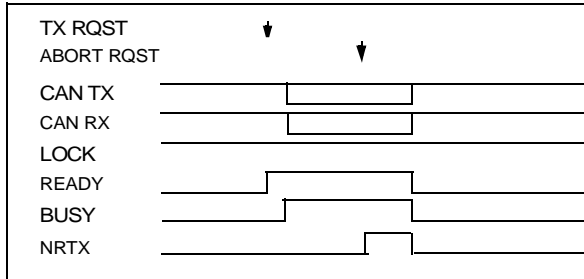 TX RQST
ABORT RQST
CAN TX
CAN RX
LOCK
READY
BUSY
NRTX